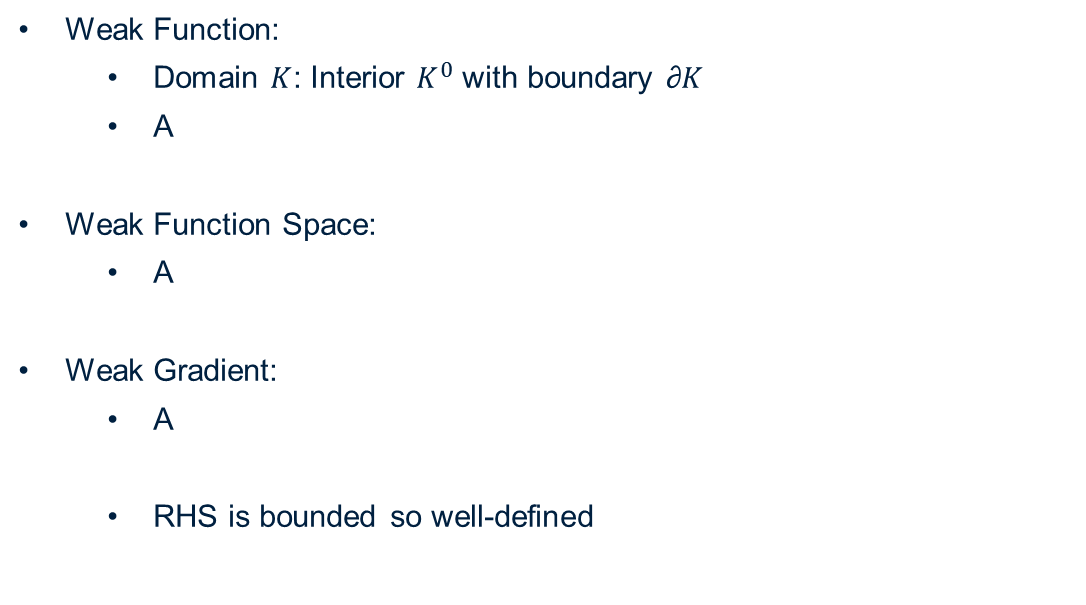 • Weak Function:
• Domain 𝐾: Interior 𝐾⁰ with boundary 𝜕𝐾
• A
• Weak Function Space:
• A
• Weak Gradient:
• A
• RHS is bounded so well-defined